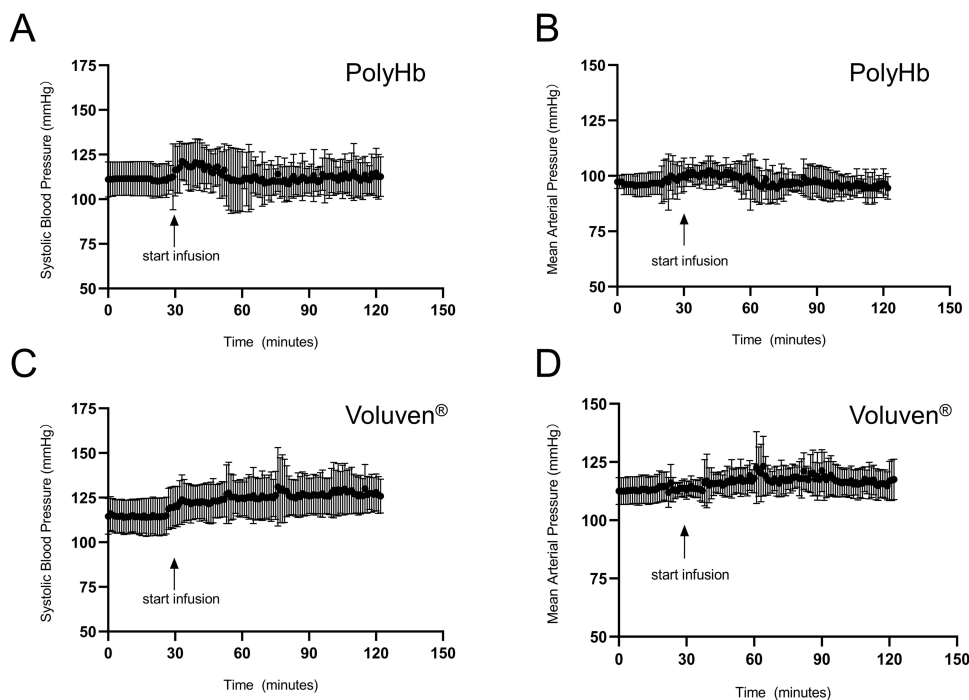 A
Systolic Blood Pressure (mmHg)
175
150
125
100
75
50
PolyHb
start infusion
0 30 60 90 120 150
Time (minutes)
B
Mean Arterial Pressure (mmHg)
150
125
100
75
50
PolyHb
start infusion
0 30 60 90 120 150
Time (minutes)
C
Systolic Blood Pressure (mmHg)
175
150
125
100
75
50
Voluven®
start infusion
0 30 60 90 120 150
Time (minutes)
D
Mean Arterial Pressure (mmHg)
150
125
100
75
50
Voluven®
start infusion
0 30 60 90 120 150
Time (minutes)